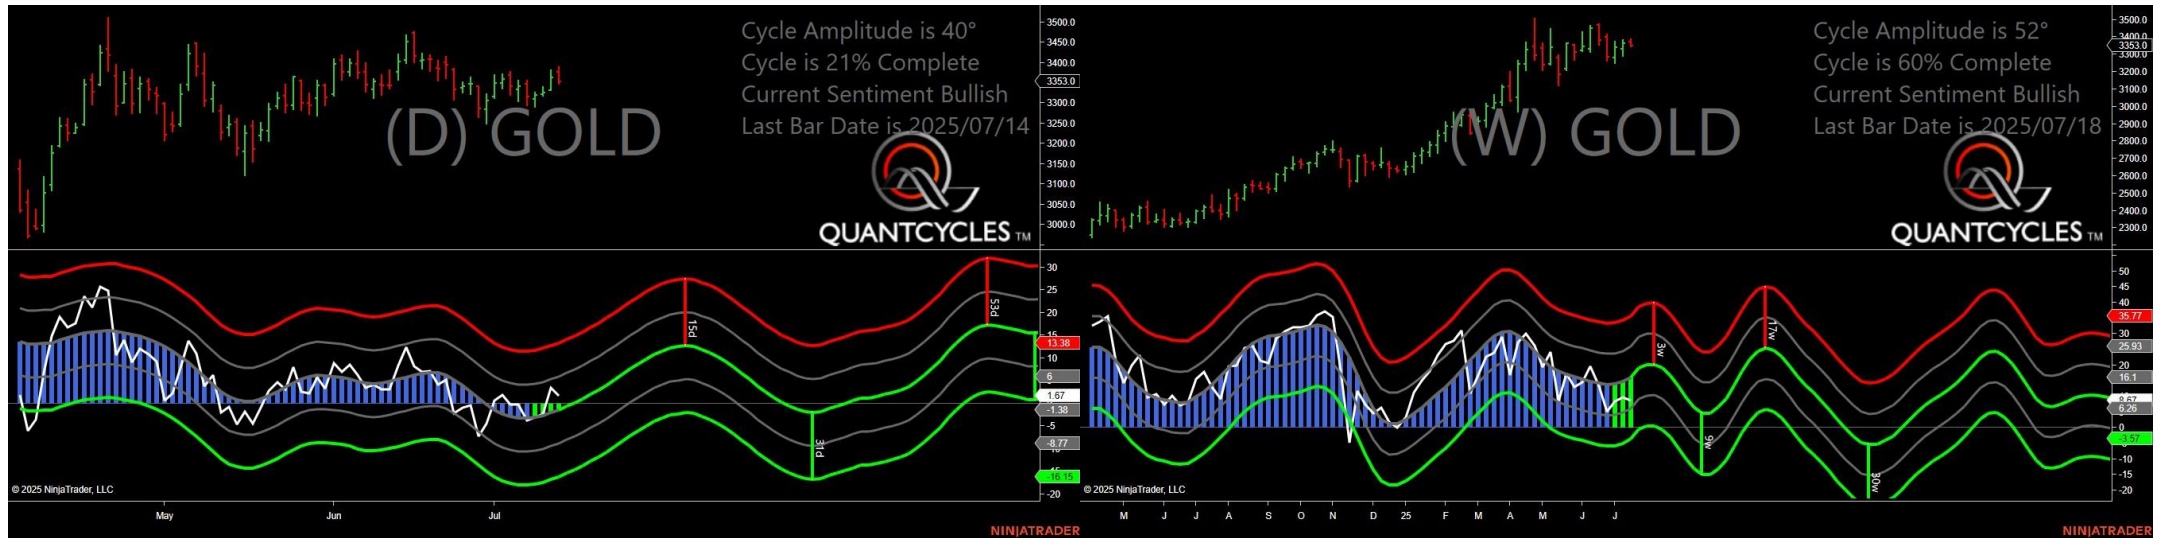 Cycle Amplitude is 40°
Cycle is 21% Complete
Current Sentiment Bullish
Last Bar Date is 2025/07/14
(D) GOLD
QUANTCYCLES TM
3500.0
3450.0
3400.0
3353.0
3300.0
3250.0
3200.0
3150.0
3100.0
3050.0
3000.0
15d
31d
53d
30
25
20
15
13.38
10
6
1.67
-1.38
-5
-8.77
-16.15
-20
© 2025 NinjaTrader, LLC
May
Jun
Jul
NINJATRADER
Cycle Amplitude is 52°
Cycle is 60% Complete
Current Sentiment Bullish
Last Bar Date is 2025/07/18
(W) GOLD
QUANTCYCLES TM
3500.0
3353.0
3200.0
3100.0
3000.0
2900.0
2800.0
2700.0
2600.0
2500.0
2400.0
2300.0
3w
9w
17w
30w
50
45
40
35.77
30
25.93
20
16.1
8.67
6.26
0
-3.57
-10
-15
-20
© 2025 NinjaTrader, LLC
M J J A S O N D 25 F M A M J J
NINJATRADER